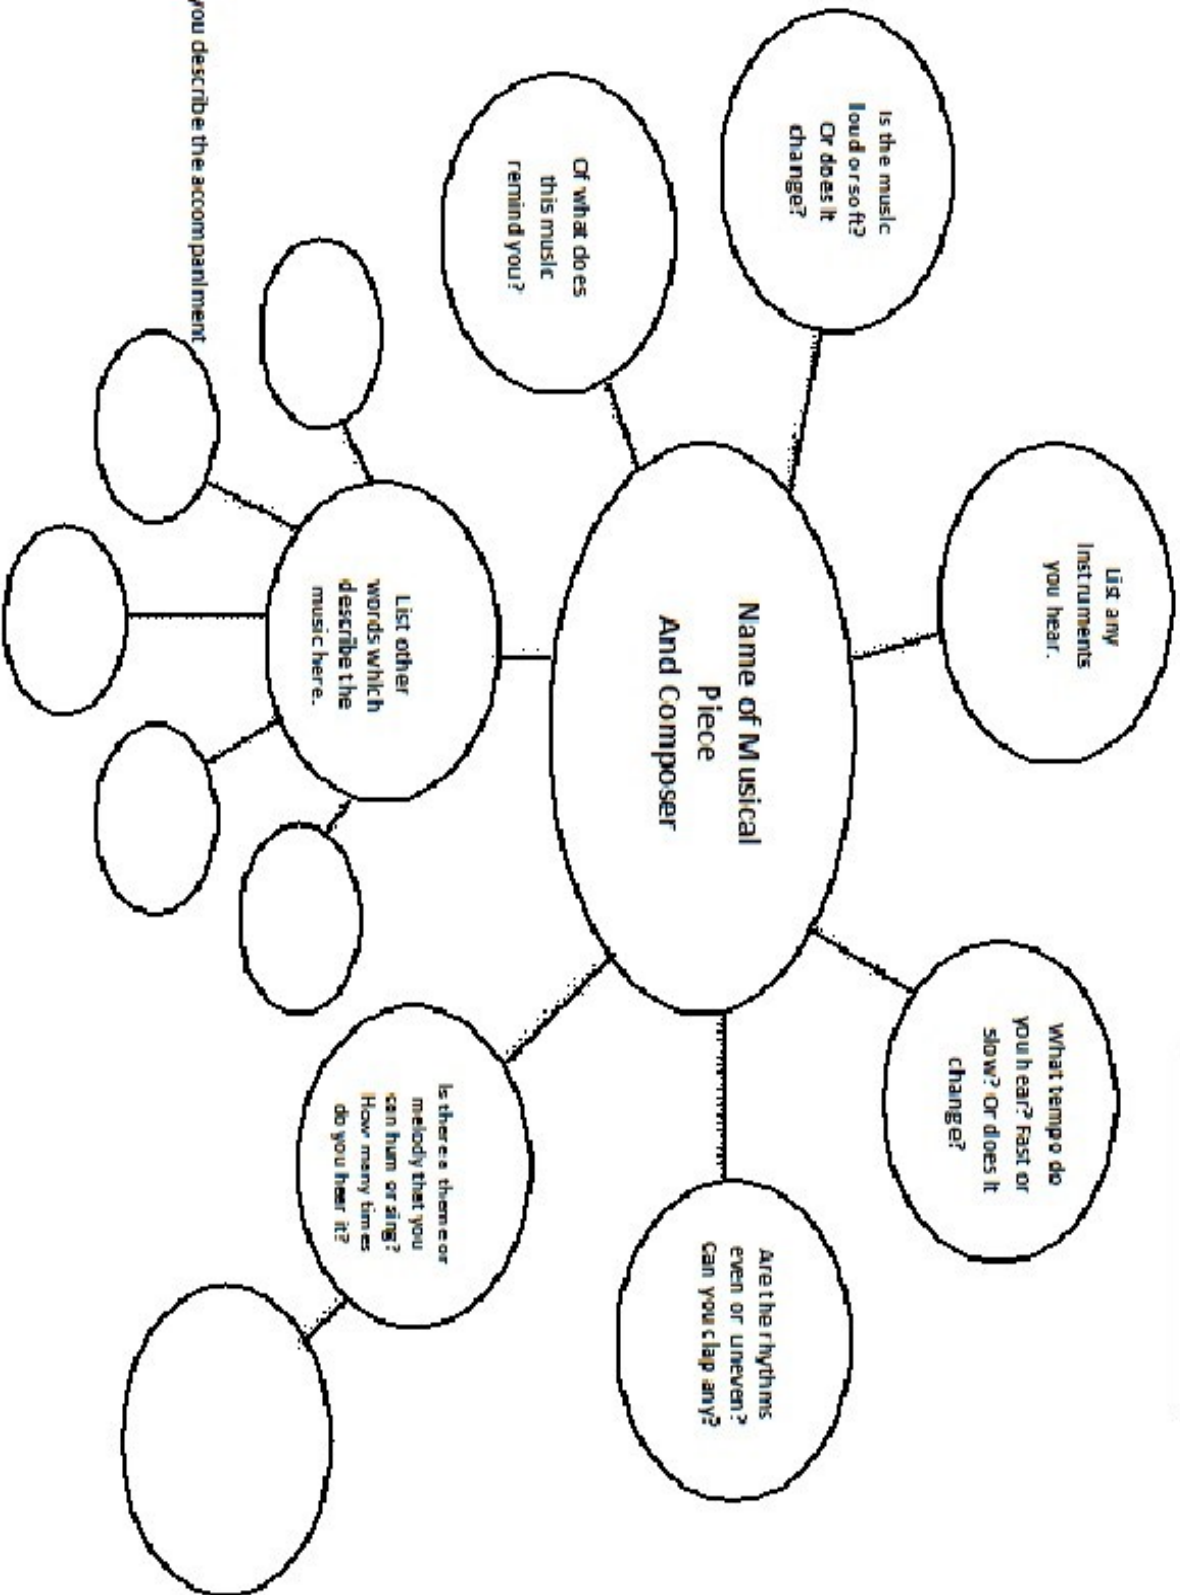 List any
Instruments
you hear.
Is the music
loud or soft?
Or does it
change?
What tempo do
you hear? Fast or
slow? Or does it
change?
Of what does
this music
remind you?
Name of Musical
Piece
And Composer
Are the rhythms
even or uneven?
Can you clap any?
List other
words which
describe the
music here.
Is there a theme or
melody that you
can hum or sing?
How many times
do you hear it?
you describe the accompaniment